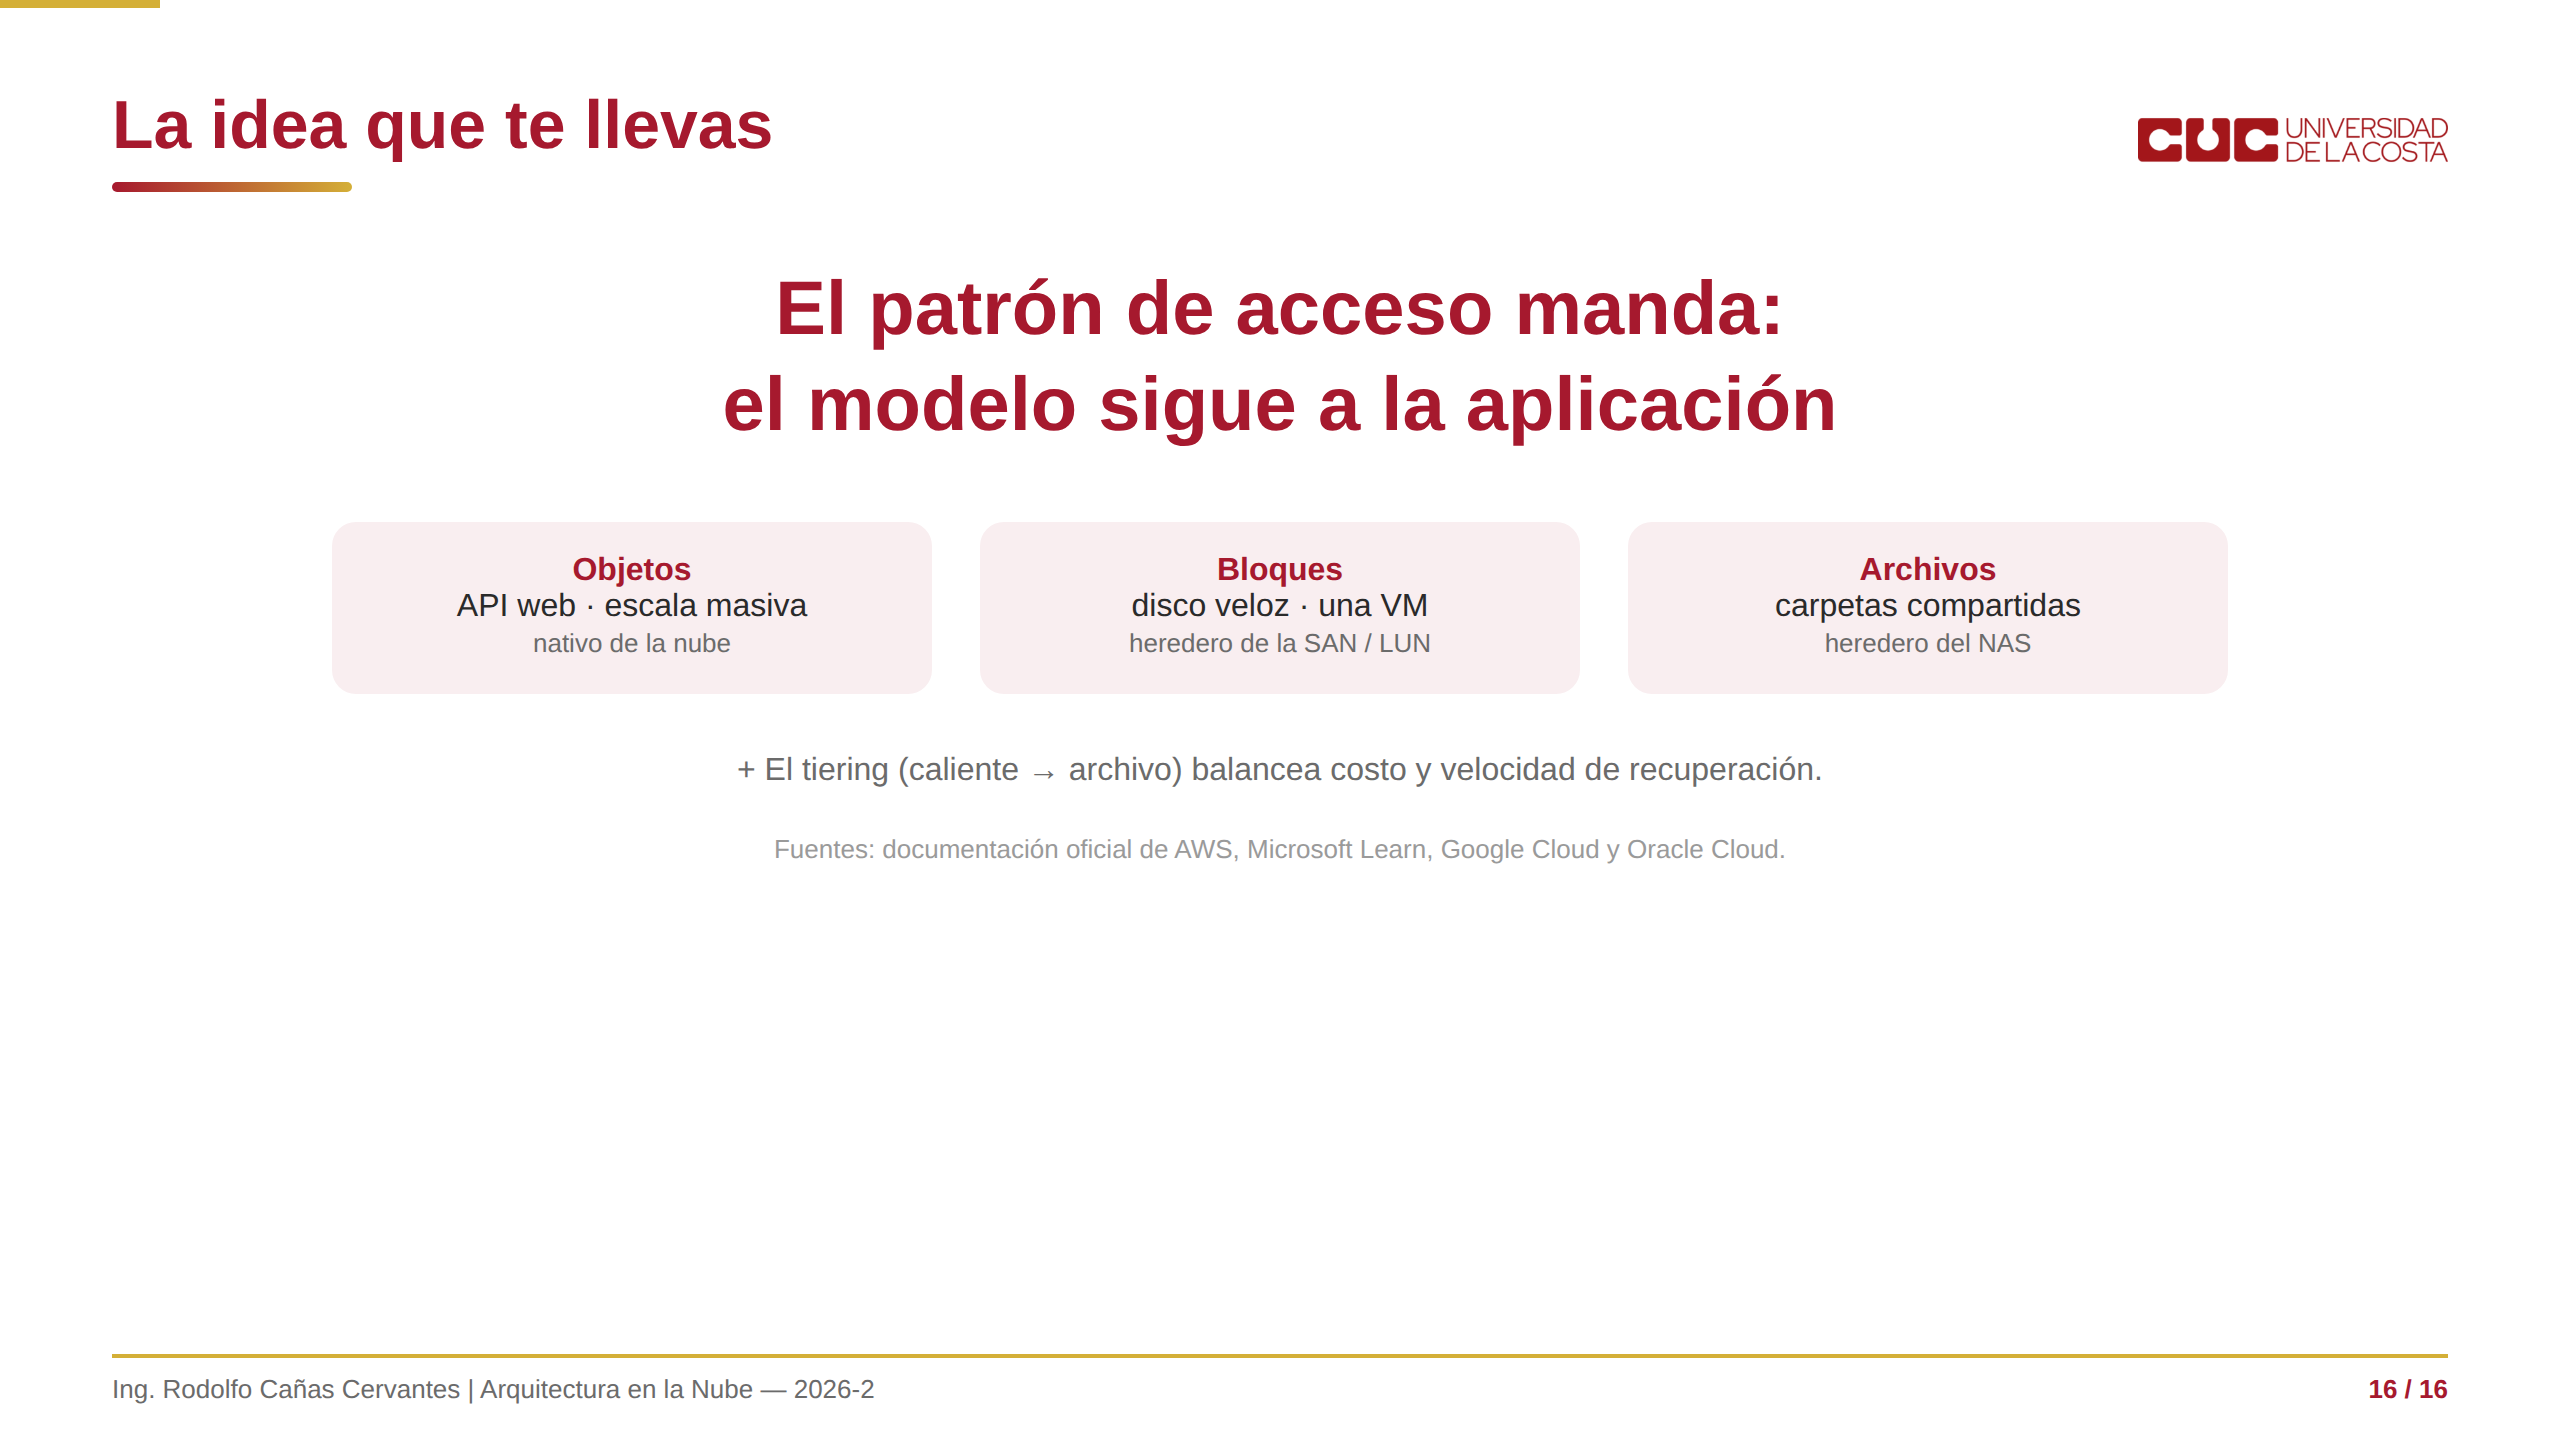 La idea que te llevas
CUC UNIVERSIDAD
DE LA COSTA
El patrón de acceso manda:
el modelo sigue a la aplicación
Objetos
API web · escala masiva
nativo de la nube
Bloques
disco veloz · una VM
heredero de la SAN / LUN
Archivos
carpetas compartidas
heredero del NAS
+ El tiering (caliente → archivo) balancea costo y velocidad de recuperación.
Fuentes: documentación oficial de AWS, Microsoft Learn, Google Cloud y Oracle Cloud.
Ing. Rodolfo Cañas Cervantes | Arquitectura en la Nube — 2026-2
16 / 16